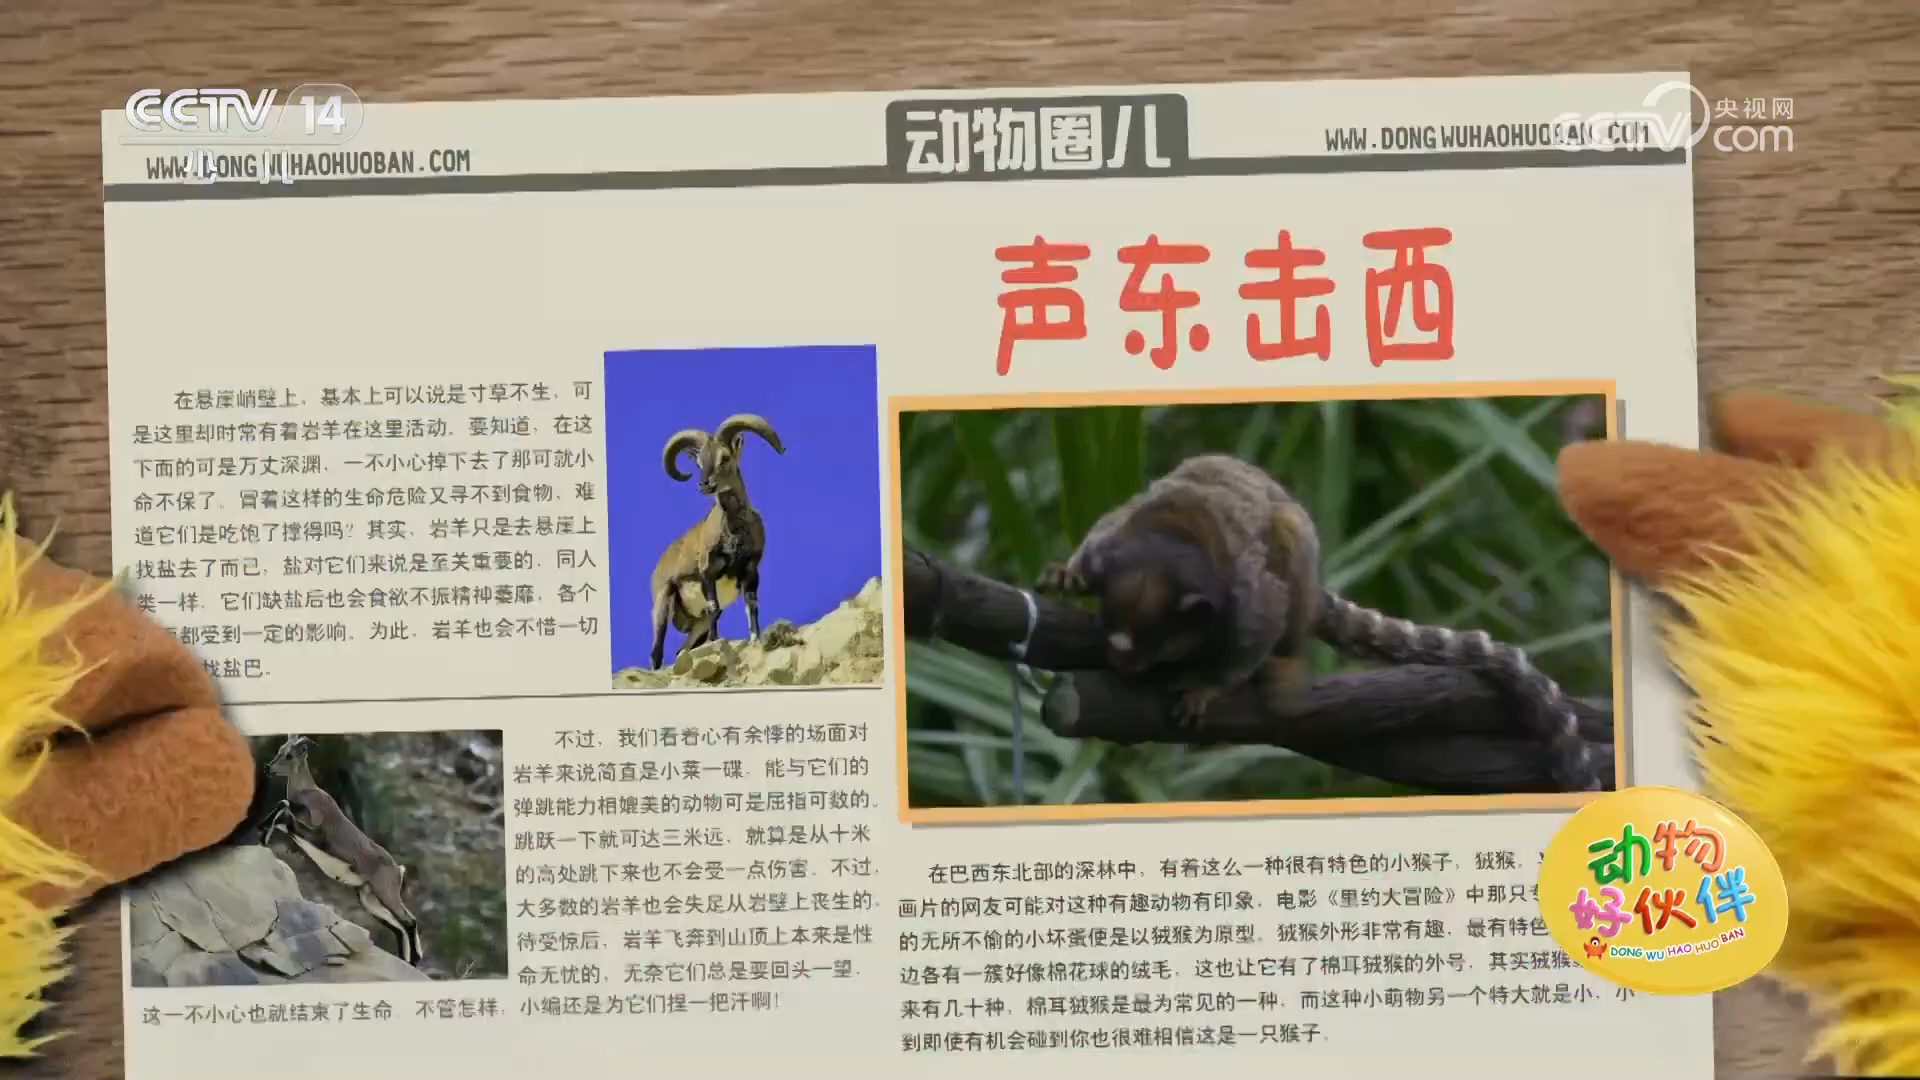 CCTV 14
少儿
WWW.DONGWUHAOHUOBAN.COM
动物圈儿
WWW.DONGWUHAOHUOBAN.COM
CCTV.com 央视网
声东击西
在悬崖峭壁上，基本上可以说是寸草不生，可
是这里却时常有着岩羊在这里活动。要知道，在这
下面的可是万丈深渊，一不小心掉下去了那可就小
命不保了。冒着这样的生命危险又寻不到食物，难
道它们是吃饱了撑得吗？其实，岩羊只是去悬崖上
找盐去了而已，盐对它们来说是至关重要的，同人
类一样，它们缺盐后也会食欲不振精神萎靡，各个
都受到一定的影响。为此，岩羊也会不惜一切
找盐巴。
不过，我们看着心有余悸的场面对
岩羊来说简直是小菜一碟，能与它们的
弹跳能力相媲美的动物可是屈指可数的。
跳跃一下就可达三米远，就算是从十米
的高处跳下来也不会受一点伤害。不过，
大多数的岩羊也会失足从岩壁上丧生的。
待受惊后，岩羊飞奔到山顶上本来是性
命无忧的，无奈它们总是要回头一望，
这一不小心也就结束了生命。不管怎样，小编还是为它们捏一把汗啊！
在巴西东北部的深林中，有着这么一种很有特色的小猴子，狨猴。
画片的网友可能对这种有趣动物有印象，电影《里约大冒险》中那只专
的无所不偷的小坏蛋便是以狨猴为原型。狨猴外形非常有趣，最有特色
边各有一簇好像棉花球的绒毛，这也让它有了棉耳狨猴的外号，其实狨猴
来有几十种，棉耳狨猴是最为常见的一种，而这种小萌物另一个特大就是小，小
到即使有机会碰到你也很难相信这是一只猴子。
动物
好伙伴
DONG WU HAO HUO BAN